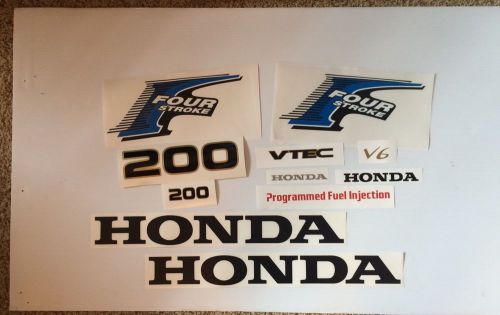 FOUR
STROKE
FOUR
STROKE
200
VTEC
V6
HONDA
HONDA
200
Programmed Fuel Injection
HONDA
HONDA